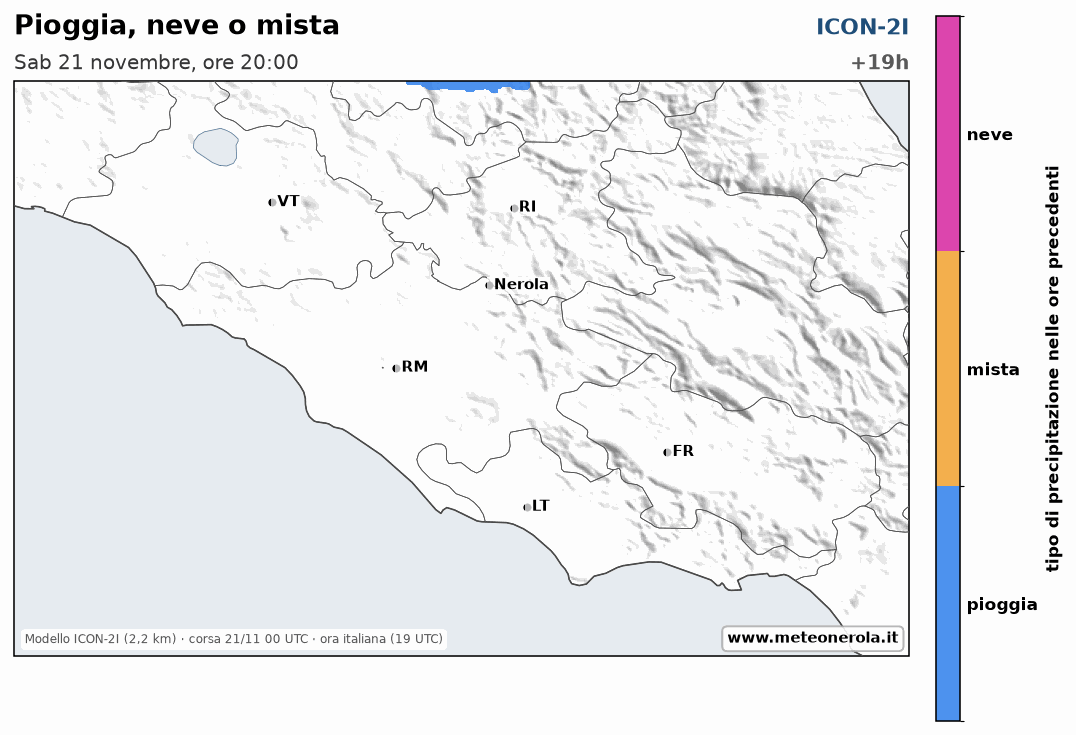 Pioggia, neve o mista
ICON-2I
Sab 21 novembre, ore 20:00
+19h
neve
VT
RI
Nerola
mista
RM
FR
LT
pioggia
tipo di precipitazione nelle ore precedenti
Modello ICON-2I (2,2 km) · corsa 21/11 00 UTC · ora italiana (19 UTC)
www.meteonerola.it